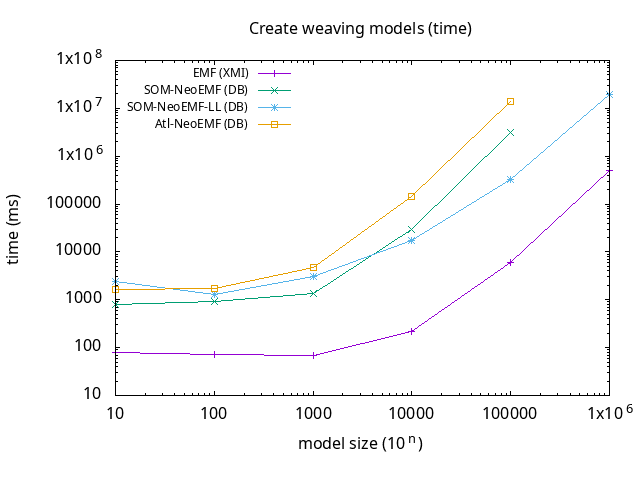 Create weaving models (time)
1x10^8
1x10^7
1x10^6
100000
10000
1000
100
10
time (ms)
EMF (XMI)
SOM-NeoEMF (DB)
SOM-NeoEMF-LL (DB)
Atl-NeoEMF (DB)
10 100 1000 10000 100000 1x10^6
model size (10^n)